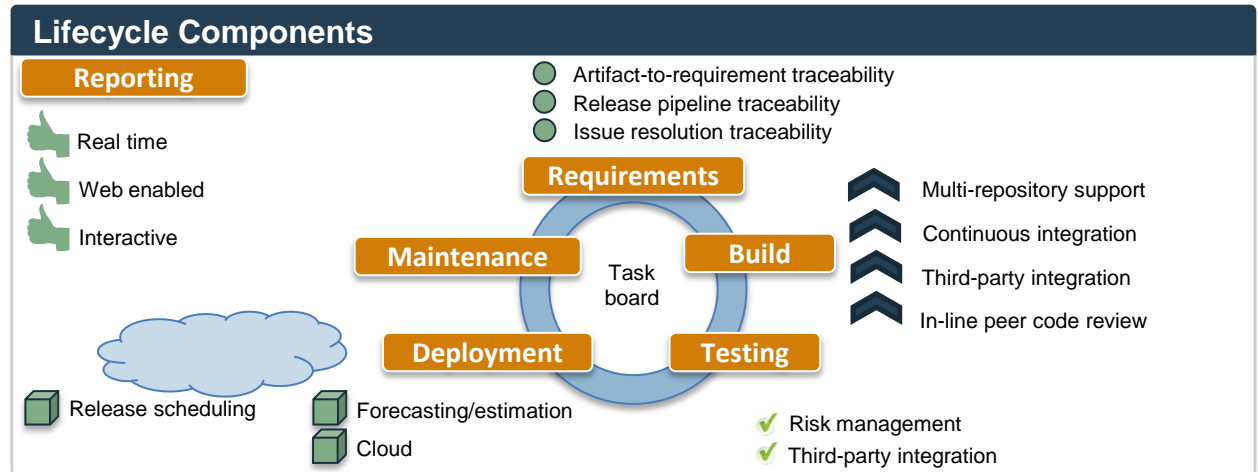 Lifecycle Components
Reporting
Real time
Web enabled
Interactive
Artifact-to-requirement traceability
Release pipeline traceability
Issue resolution traceability
Requirements
Maintenance
Build
Task
board
Deployment
Testing
Multi-repository support
Continuous integration
Third-party integration
In-line peer code review
Release scheduling
Forecasting/estimation
Cloud
Risk management
Third-party integration